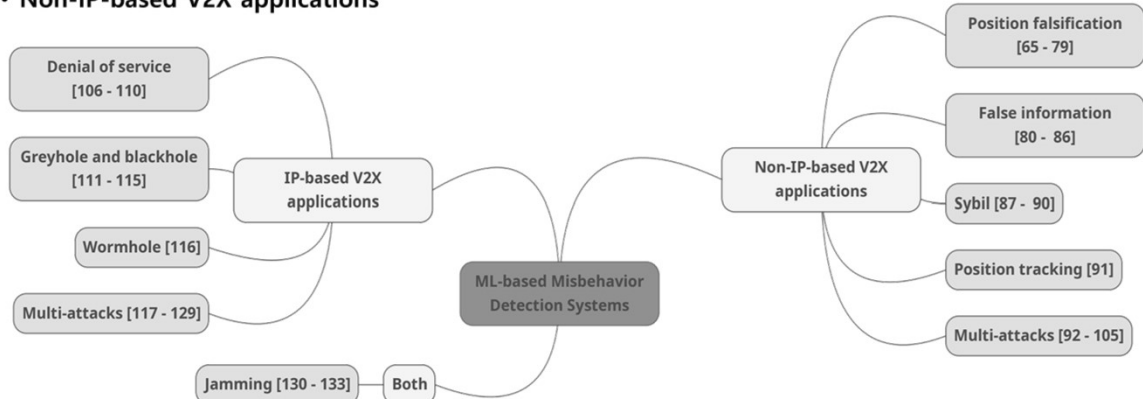 • Non-IP-based V2X applications
Denial of service
[106 - 110]
Greyhole and blackhole
[111 - 115]
Wormhole [116]
Multi-attacks [117 - 129]
IP-based V2X
applications
Jamming [130 - 133]
Both
ML-based Misbehavior
Detection Systems
Non-IP-based V2X
applications
Position falsification
[65 - 79]
False information
[80 - 86]
Sybil [87 - 90]
Position tracking [91]
Multi-attacks [92 - 105]